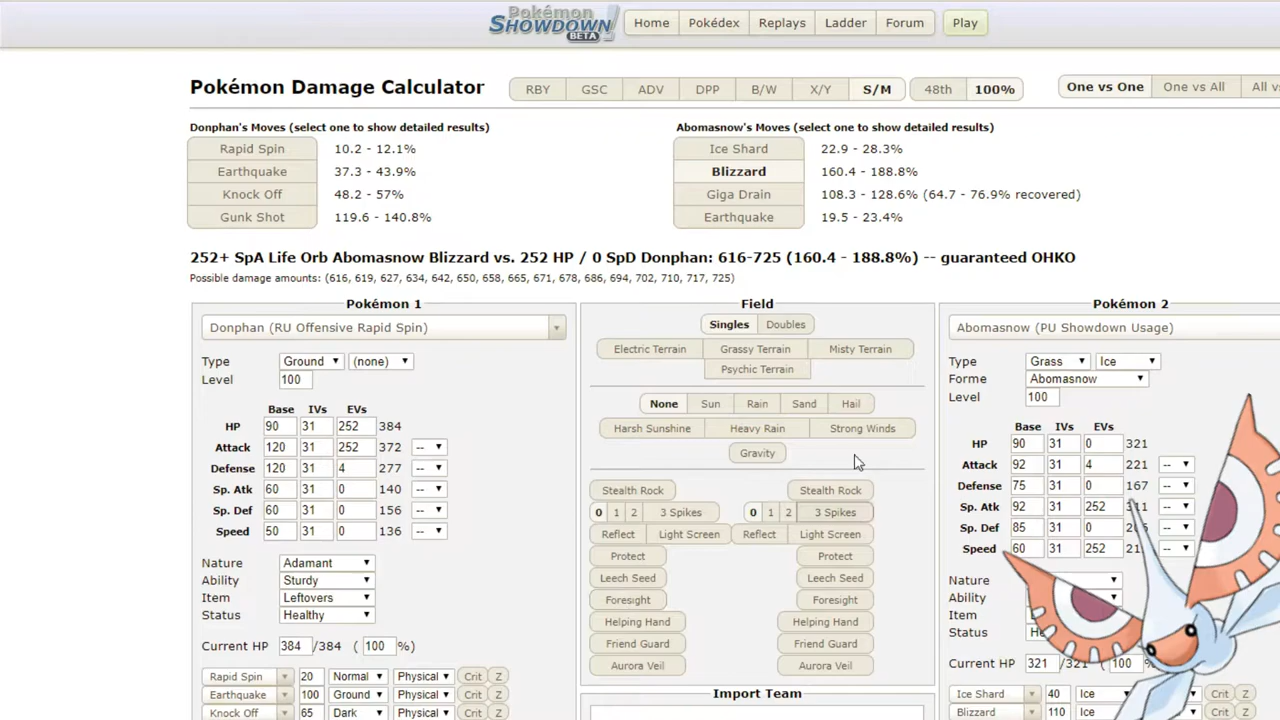 Pokémon
SHOWDOWN!
BETA
Home Pokédex Replays Ladder Forum Play
Pokémon Damage Calculator RBY GSC ADV DPP B/W X/Y S/M 48th 100% One vs One One vs All All vs
Donphan's Moves (select one to show detailed results) Abomasnow's Moves (select one to show detailed results)
Rapid Spin 10.2 - 12.1% Ice Shard 22.9 - 28.3%
Earthquake 37.3 - 43.9% Blizzard 160.4 - 188.8%
Knock Off 48.2 - 57% Giga Drain 108.3 - 128.6% (64.7 - 76.9% recovered)
Gunk Shot 119.6 - 140.8% Earthquake 19.5 - 23.4%
252+ SpA Life Orb Abomasnow Blizzard vs. 252 HP / 0 SpD Donphan: 616-725 (160.4 - 188.8%) -- guaranteed OHKO
Possible damage amounts: (616, 619, 627, 634, 642, 650, 658, 665, 671, 678, 686, 694, 702, 710, 717, 725)
Pokémon 1 Field Pokémon 2
Donphan (RU Offensive Rapid Spin) Singles Doubles Abomasnow (PU Showdown Usage)
Electric Terrain Grassy Terrain Misty Terrain
Type Ground (none) Type Grass Ice
Psychic Terrain
Level 100 Forme Abomasnow
Level 100
None Sun Rain Sand Hail
Base IVs EVs
HP 90 31 252 384 Harsh Sunshine Heavy Rain Strong Winds Base IVs EVs
Attack 120 31 252 372 -- Gravity HP 90 31 0 321
Defense 120 31 4 277 -- Attack 92 31 4 221 --
Sp. Atk 60 31 0 140 -- Stealth Rock Stealth Rock Defense 75 31 0 167 --
Sp. Def 60 31 0 156 -- 0 1 2 3 Spikes 0 1 2 3 Spikes Sp. Atk 92 31 252 311 --
Speed 50 31 0 136 -- Reflect Light Screen Reflect Light Screen Sp. Def 85 31 0 --
Protect Protect Speed 60 31 252 --
Nature Adamant
Ability Sturdy Leech Seed Leech Seed Nature
Item Leftovers Foresight Foresight Ability
Status Healthy Helping Hand Helping Hand Item
Status
Current HP 384 /384 ( 100 %) Friend Guard Friend Guard
Aurora Veil Aurora Veil Current HP 321 ( 100
Rapid Spin 20 Normal Physical Crit Z
Earthquake 100 Ground Physical Crit Z Import Team Ice Shard 40 Ice Crit Z
Knock Off 65 Dark Physical Crit Z Blizzard 110 Ice Crit Z